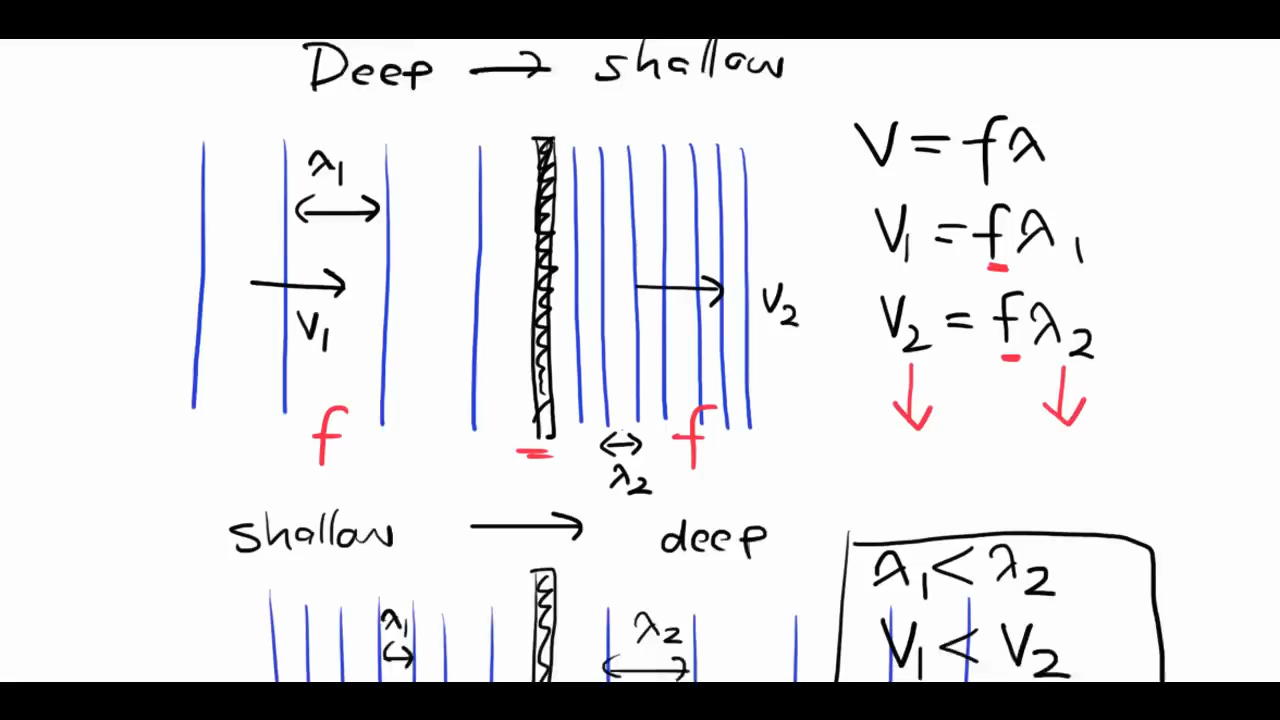 Deep → shallow
λ1
V1
V2
f
f
λ2
V = fλ
V1 = fλ1
V2 = fλ2
shallow → deep
λ1
λ2
λ1 < λ2
V1 < V2